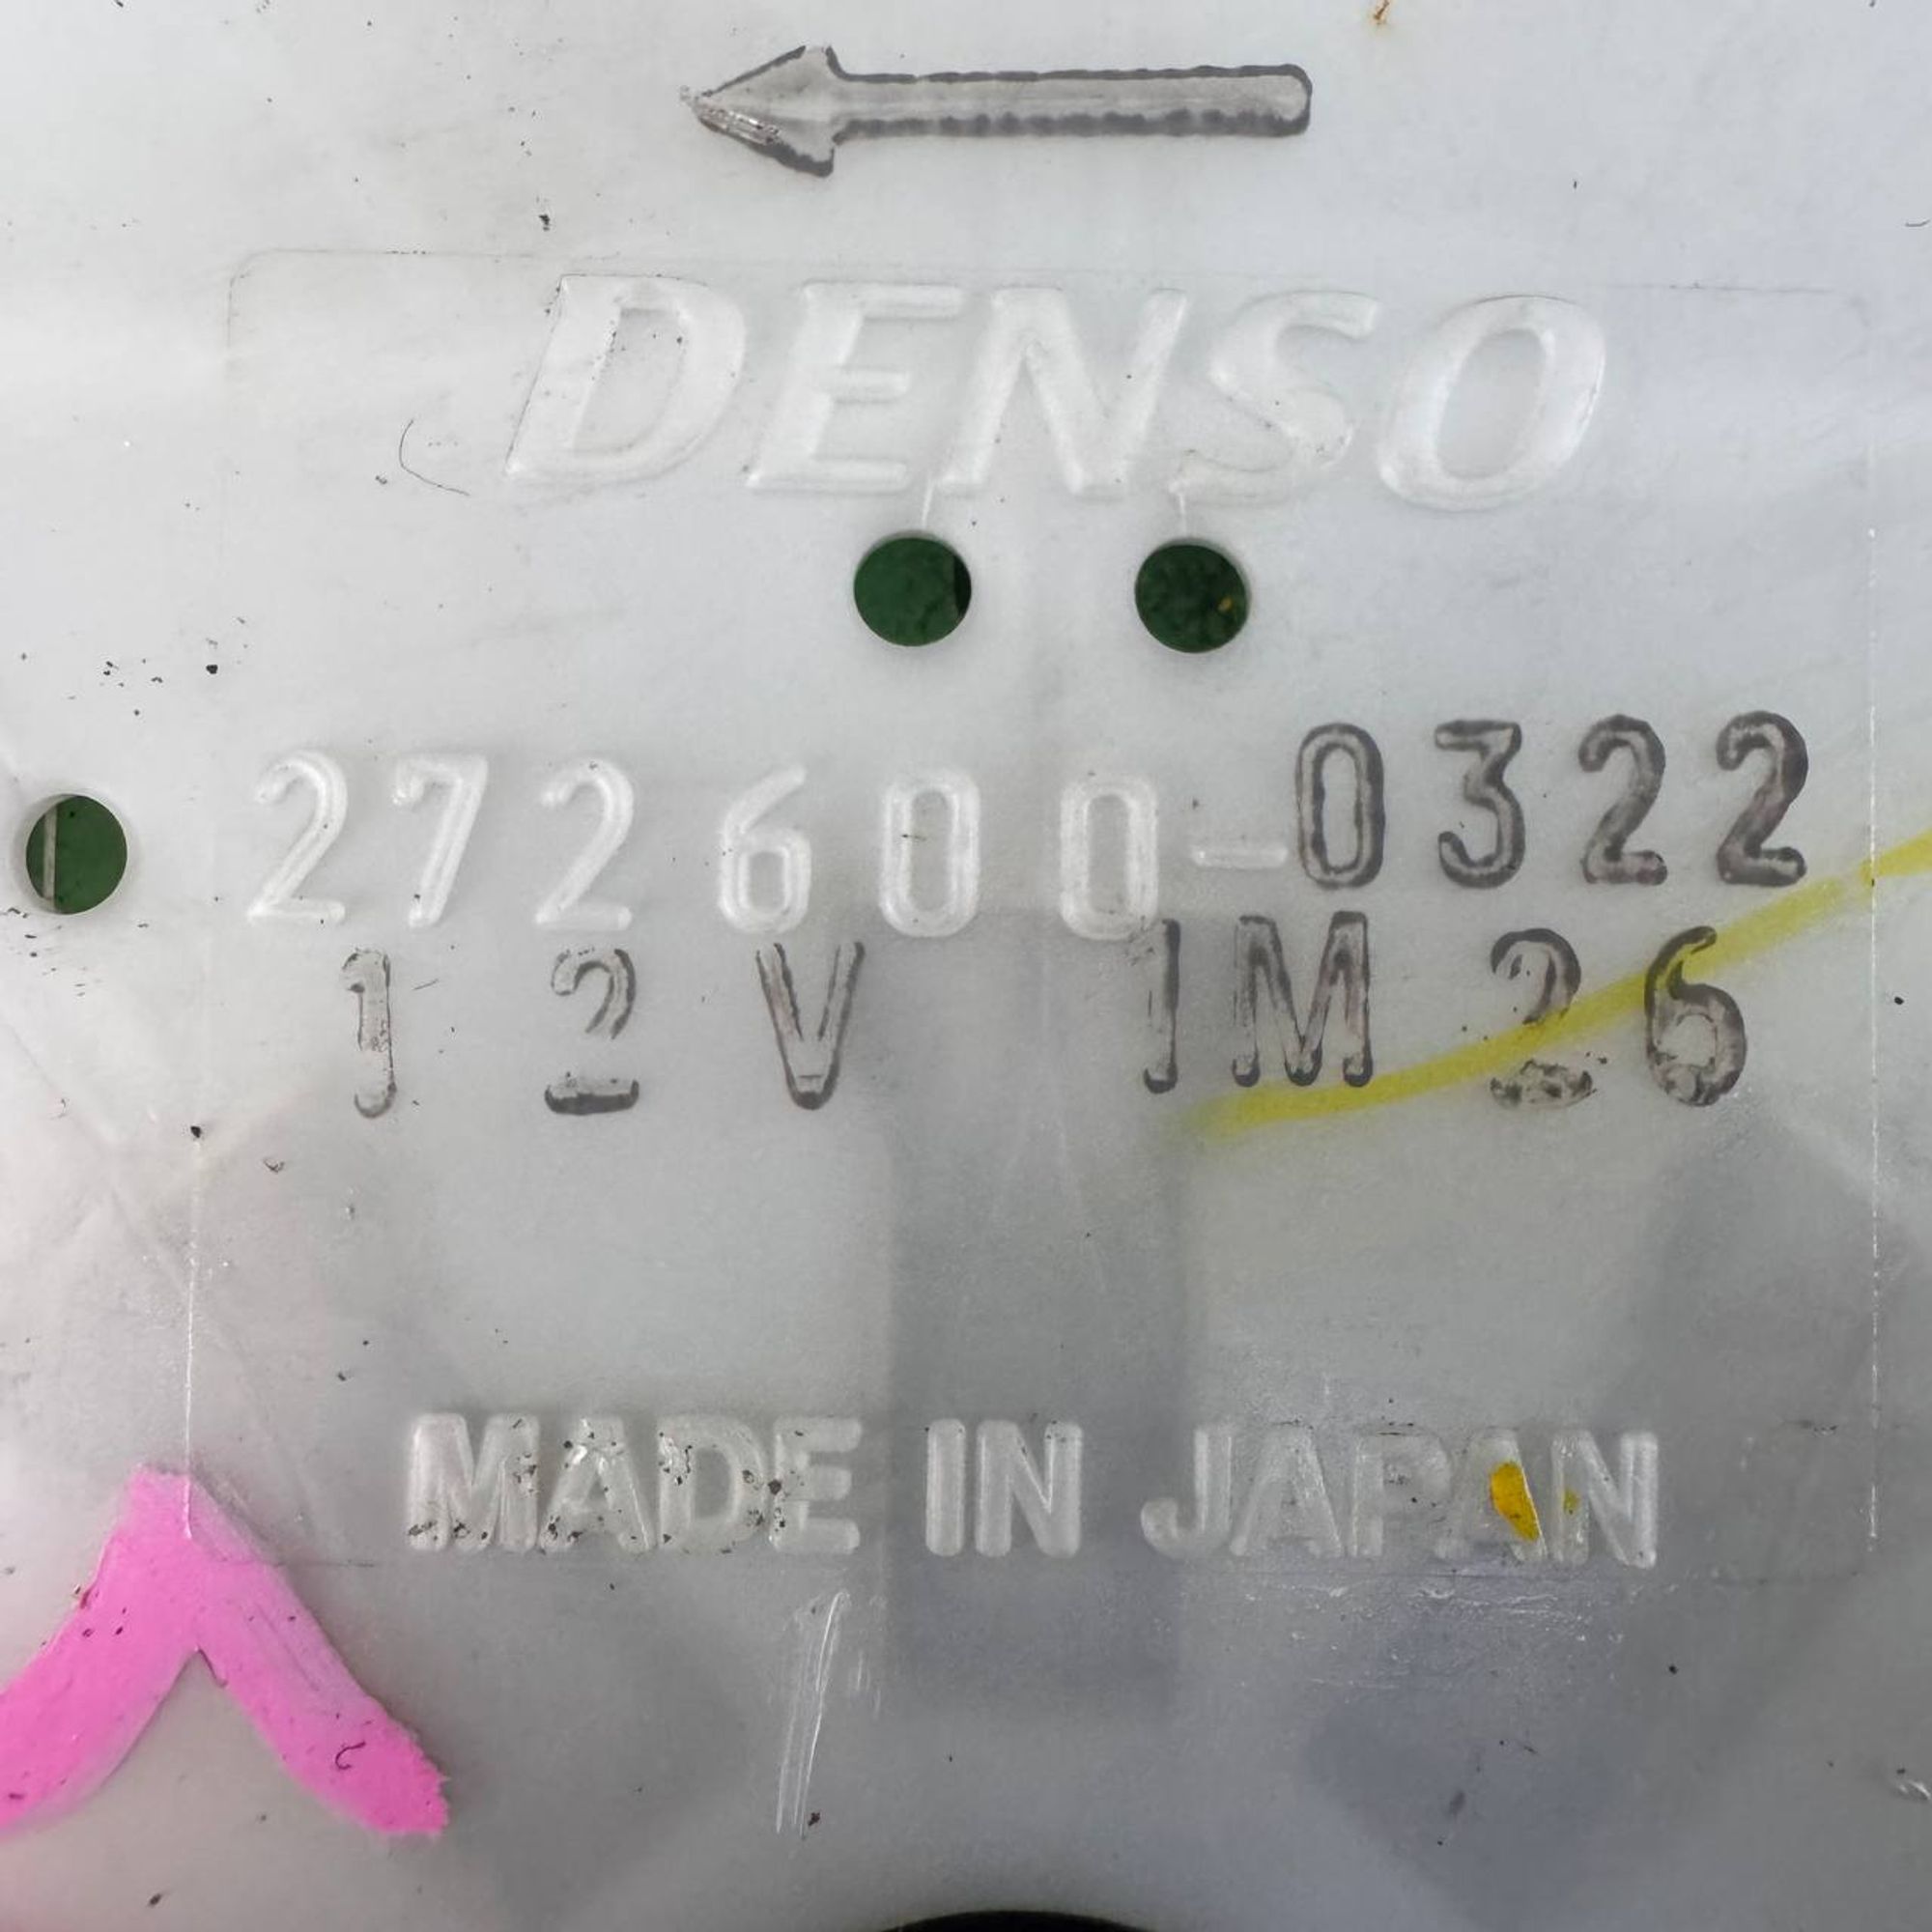 DENSO
272600-0322
12V 1M26
MADE IN JAPAN